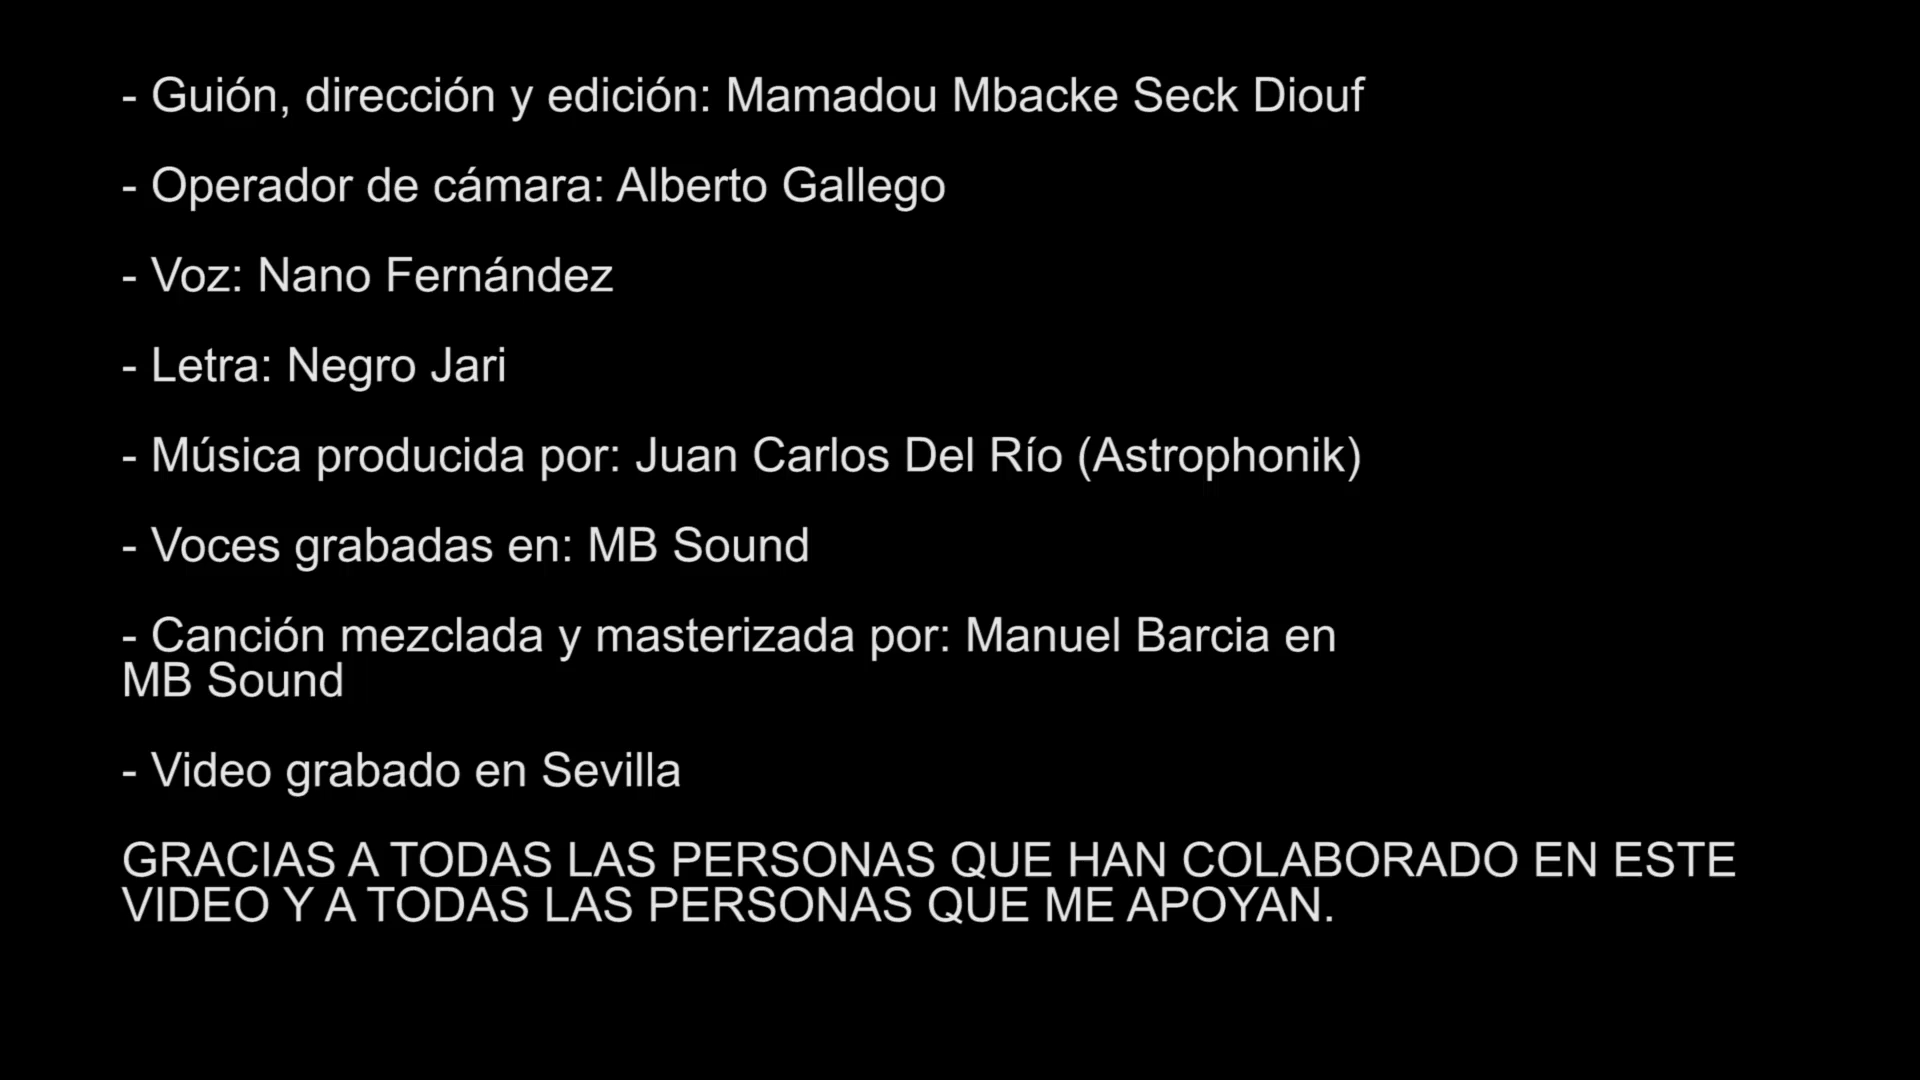 - Guión, dirección y edición: Mamadou Mbacke Seck Diouf
- Operador de cámara: Alberto Gallego
- Voz: Nano Fernández
- Letra: Negro Jari
- Música producida por: Juan Carlos Del Río (Astrophonik)
- Voces grabadas en: MB Sound
- Canción mezclada y masterizada por: Manuel Barcia en
MB Sound
- Video grabado en Sevilla
GRACIAS A TODAS LAS PERSONAS QUE HAN COLABORADO EN ESTE
VIDEO Y A TODAS LAS PERSONAS QUE ME APOYAN.